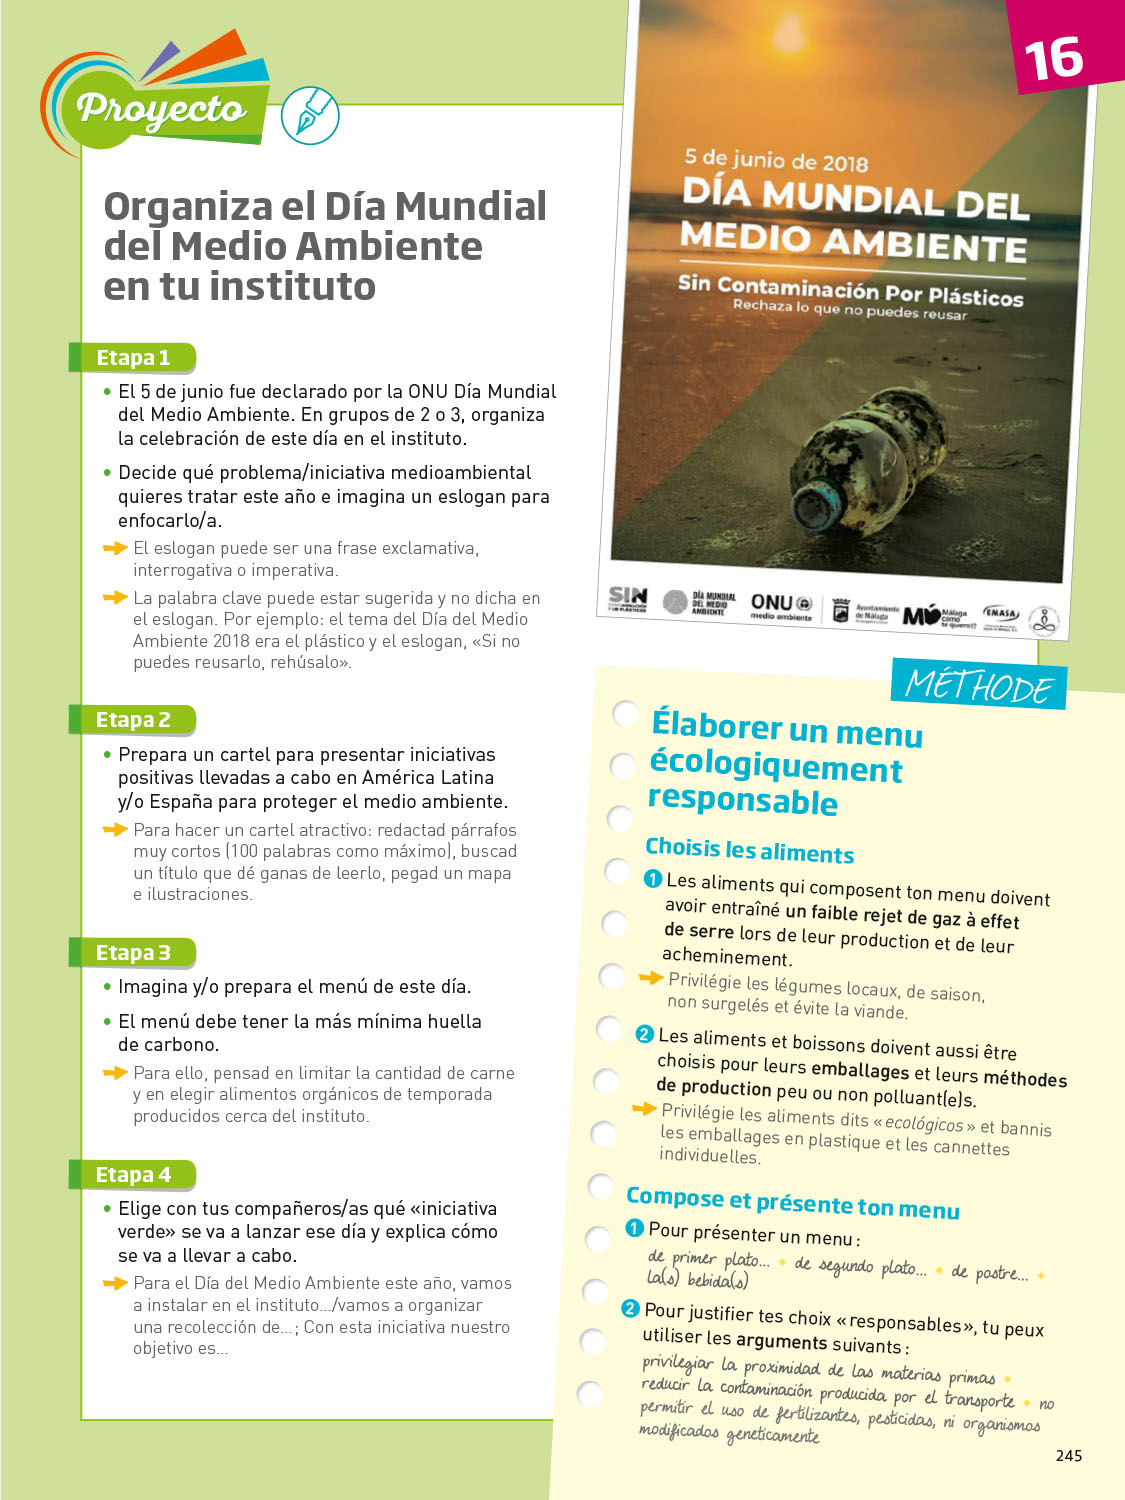 Proyecto
16
Organiza el Día Mundial
del Medio Ambiente
en tu instituto
Etapa 1
• El 5 de junio fue declarado por la ONU Día Mundial
del Medio Ambiente. En grupos de 2 o 3, organiza
la celebración de este día en el instituto.
• Decide qué problema/iniciativa medioambiental
quieres tratar este año e imagina un eslogan para
enfocarlo/a.
El eslogan puede ser una frase exclamativa,
interrogativa o imperativa.
La palabra clave puede estar sugerida y no dicha en
el eslogan. Por ejemplo: el tema del Día del Medio
Ambiente 2018 era el plástico y el eslogan, «Si no
puedes reusarlo, rehúsalo».
Etapa 2
• Prepara un cartel para presentar iniciativas
positivas llevadas a cabo en América Latina
y/o España para proteger el medio ambiente.
Para hacer un cartel atractivo: redactad párrafos
muy cortos (100 palabras como máximo), buscad
un título que dé ganas de leerlo, pegad un mapa
e ilustraciones.
Etapa 3
• Imagina y/o prepara el menú de este día.
• El menú debe tener la más mínima huella
de carbono.
Para ello, pensad en limitar la cantidad de carne
y en elegir alimentos orgánicos de temporada
producidos cerca del instituto.
Etapa 4
• Elige con tus compañeros/as qué «iniciativa
verde» se va a lanzar ese día y explica cómo
se va a llevar a cabo.
Para el Día del Medio Ambiente este año, vamos
a instalar en el instituto.../vamos a organizar
una recolección de...; Con esta iniciativa nuestro
objetivo es...
5 de junio de 2018
DÍA MUNDIAL DEL
MEDIO AMBIENTE
Sin Contaminación Por Plásticos
Rechaza lo que no puedes reusar
SIN
CONTAMINACIÓN
POR PLÁSTICOS
DÍA MUNDIAL
DEL MEDIO
AMBIENTE
ONU
medio ambiente
Ayuntamiento
de Málaga
Málaga
cómo
te quiero!?
EMASA
MÉTHODE
Élaborer un menu
écologiquement
responsable
Choisis les aliments
1 Les aliments qui composent ton menu doivent
avoir entraîné un faible rejet de gaz à effet
de serre lors de leur production et de leur
acheminement.
Privilégie les légumes locaux, de saison,
non surgelés et évite la viande.
2 Les aliments et boissons doivent aussi être
choisis pour leurs emballages et leurs méthodes
de production peu ou non polluant(e)s.
Privilégie les aliments dits « ecológicos » et bannis
les emballages en plastique et les cannettes
individuelles.
Compose et présente ton menu
1 Pour présenter un menu :
de primer plato... ◆ de segundo plato... ◆ de postre... ◆
la(s) bebida(s)
2 Pour justifier tes choix « responsables », tu peux
utiliser les arguments suivants :
privilegiar la proximidad de las materias primas ◆
reducir la contaminación producida por el transporte ◆ no
permitir el uso de fertilizantes, pesticidas, ni organismos
modificados genéticamente
245